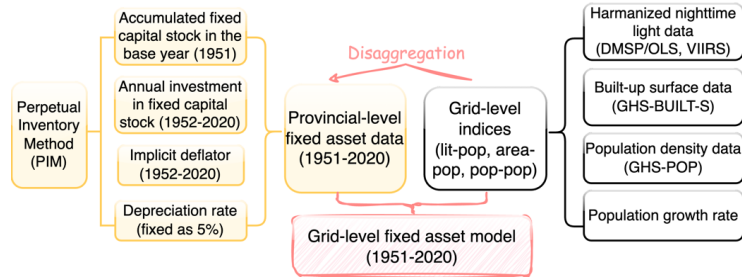 Perpetual
Inventory
Method
(PIM)
Accumulated fixed
capital stock in the
base year (1951)
Annual investment
in fixed capital
stock (1952-2020)
Implicit deflator
(1952-2020)
Depreciation rate
(fixed as 5%)
Disaggregation
Provincial-level
fixed asset data
(1951-2020)
Grid-level
indices
(lit-pop, area-
pop, pop-pop)
Grid-level fixed asset model
(1951-2020)
Harmanized nighttime
light data
(DMSP/OLS, VIIRS)
Built-up surface data
(GHS-BUILT-S)
Population density data
(GHS-POP)
Population growth rate